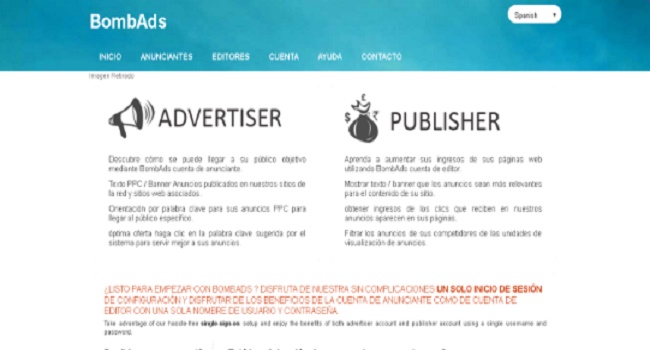 BombAds
Spanish
INICIO ANUNCIANTES EDITORES CUENTA AYUDA CONTACTO
Imagen Retirado
ADVERTISER
Descubre cómo se puede llegar a su público objetivo
mediante BombAds cuenta de anunciante.
Texto PPC / Banner Anuncios publicados en nuestros sitios de
la red y sitios web asociados.
Orientación por palabra clave para sus anuncios PPC para
llegar al público específico.
óptima oferta haga clic en la palabra clave sugerida por el
sistema para servir mejor a sus anuncios
PUBLISHER
Aprenda a aumentar sus ingresos de sus páginas web
utilizando BombAds cuenta de editor.
Mostrar texto / banner que los anuncios sean más relevantes
para el contenido de su sitio.
obtener ingresos de los clics que reciben en nuestros
anuncios aparecen en sus páginas.
Filtrar los anuncios de sus competidores de las unidades de
visualización de anuncios.
¿LISTO PARA EMPEZAR CON BOMBADS ? DISFRUTA DE NUESTRA SIN COMPLICACIONES UN SOLO INICIO DE SESIÓN
DE CONFIGURACIÓN Y DISFRUTAR DE LOS BENEFICIOS DE LA CUENTA DE ANUNCIANTE COMO DE CUENTA DE
EDITOR CON UNA SOLA NOMBRE DE USUARIO Y CONTRASEÑA.
Take advantage of our hassle free single sign on setup and enjoy the benefits of both advertiser account and publisher account using a single username and
password.